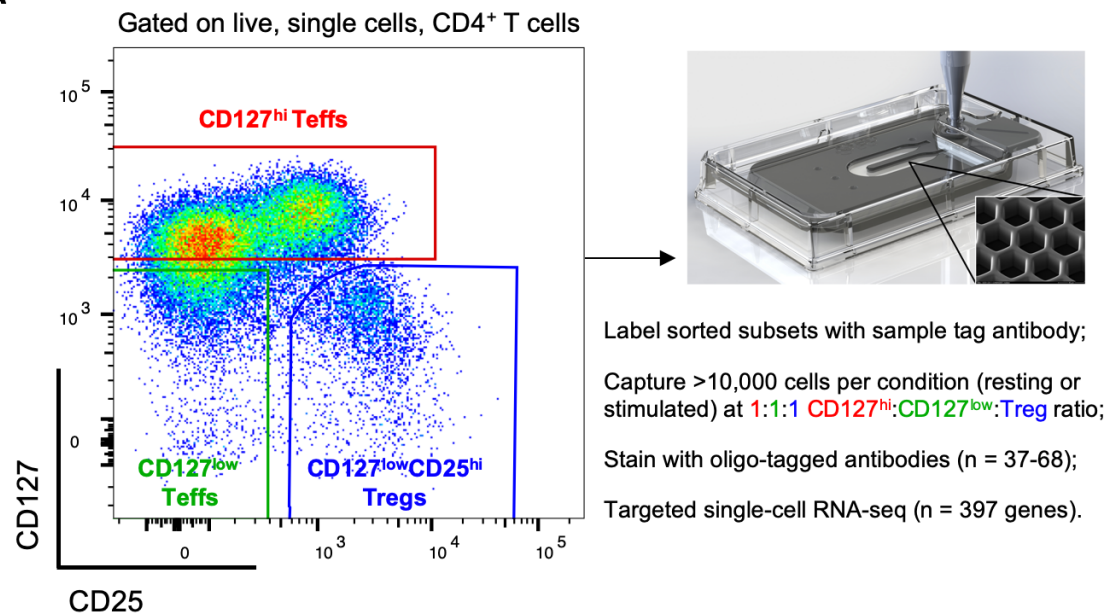 Gated on live, single cells, CD4⁺ T cells
10⁵
CD127ʰⁱ Teffs
10⁴
10³
0
CD127ˡᵒʷ
Teffs
CD127ˡᵒʷCD25ʰⁱ
Tregs
0
10³
10⁴
10⁵
CD127
CD25
Label sorted subsets with sample tag antibody;
Capture >10,000 cells per condition (resting or
stimulated) at 1:1:1 CD127ʰⁱ:CD127ˡᵒʷ:Treg ratio;
Stain with oligo-tagged antibodies (n = 37-68);
Targeted single-cell RNA-seq (n = 397 genes).